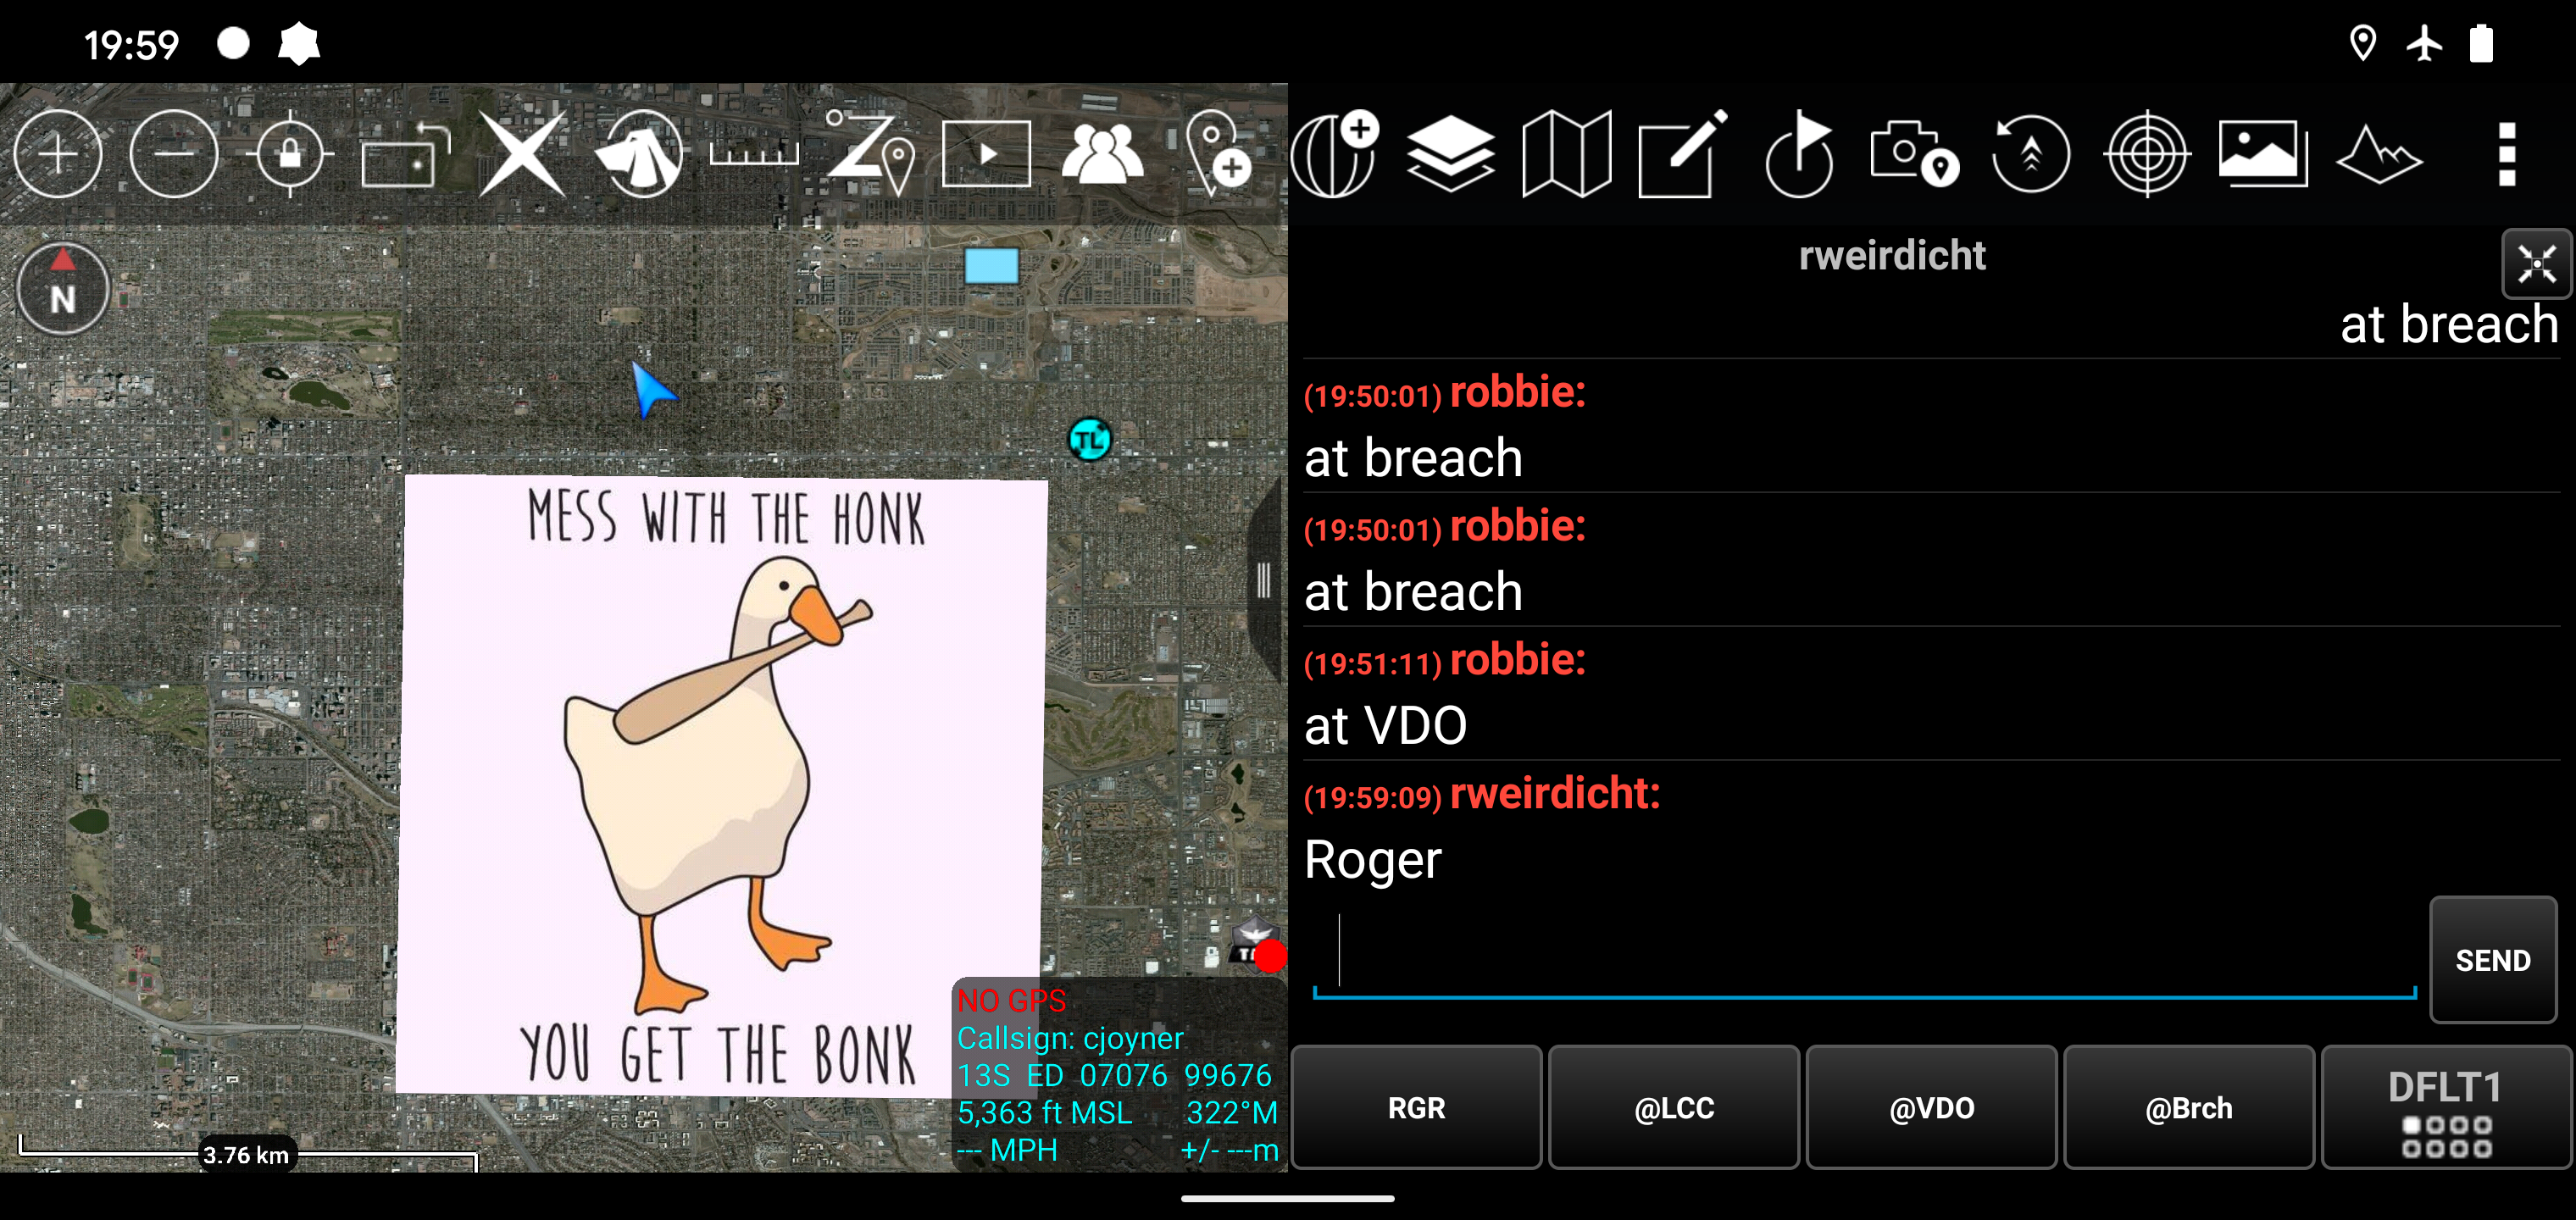 19:59
N
TL
MESS WITH THE HONK
YOU GET THE BONK
NO GPS
Callsign: cjoyner
13S ED 07076 99676
5,363 ft MSL 322°M
--- MPH +/- ---m
3.76 km
rweirdicht
at breach
(19:50:01) robbie:
at breach
(19:50:01) robbie:
at breach
(19:51:11) robbie:
at VDO
(19:59:09) rweirdicht:
Roger
SEND
RGR
@LCC
@VDO
@Brch
DFLT1